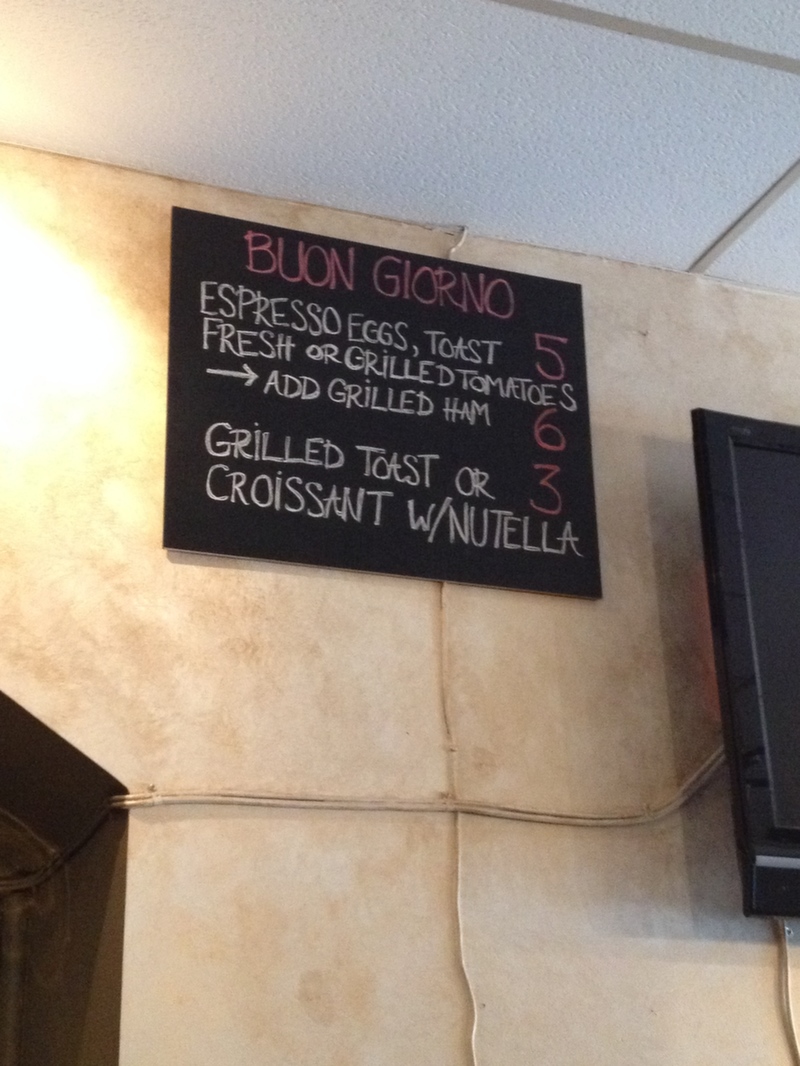 BUON GIORNO
ESPRESSO EGGS, TOAST 5
FRESH OR GRILLED TOMATOES
→ ADD GRILLED HAM 6
GRILLED TOAST OR 3
CROISSANT W/NUTELLA